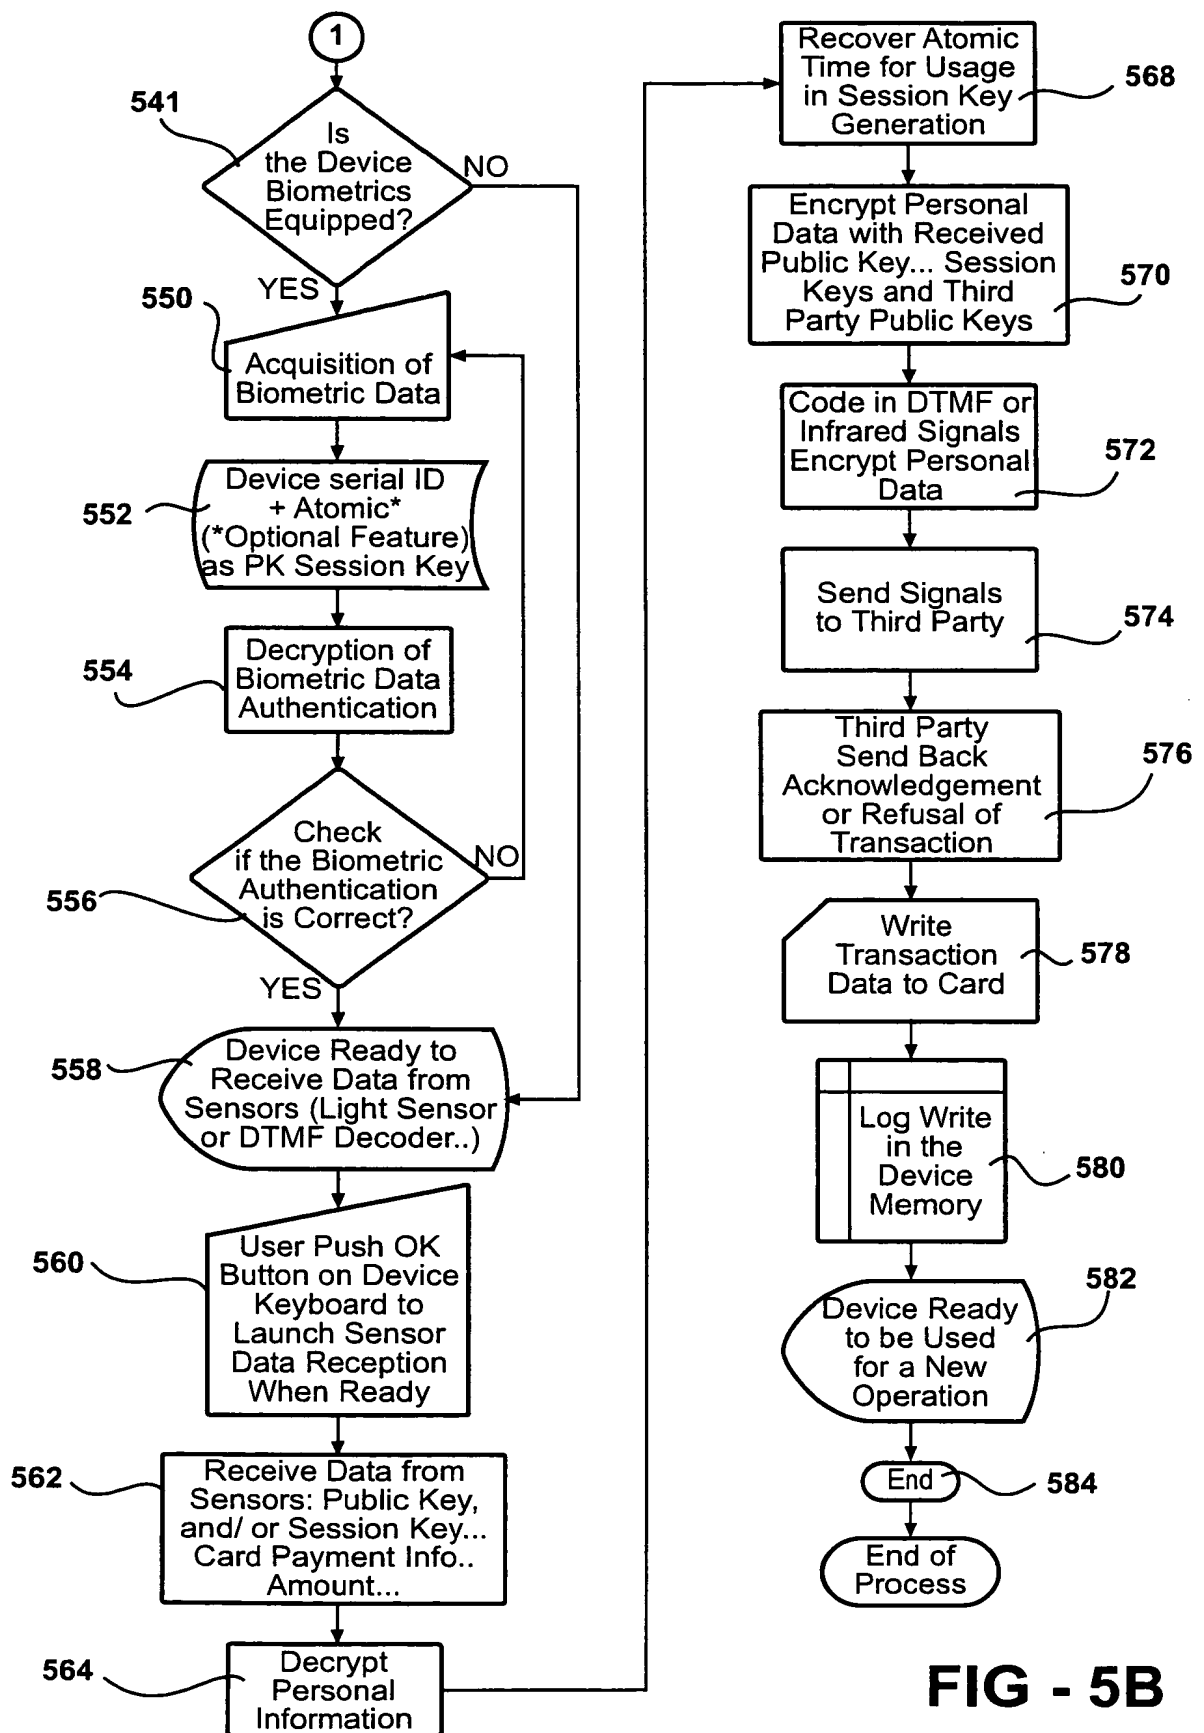 1
541
Is
the Device
Biometrics
Equipped?
NO
YES
550
Acquisition of
Biometric Data
552
Device serial ID
+ Atomic*
(*Optional Feature)
as PK Session Key
554
Decryption of
Biometric Data
Authentication
Check
if the Biometric
Authentication
is Correct?
NO
556
YES
558
Device Ready to
Receive Data from
Sensors (Light Sensor
or DTMF Decoder..)
560
User Push OK
Button on Device
Keyboard to
Launch Sensor
Data Reception
When Ready
562
Receive Data from
Sensors: Public Key,
and/ or Session Key...
Card Payment Info..
Amount...
564
Decrypt
Personal
Information
Recover Atomic
Time for Usage
in Session Key
Generation
568
Encrypt Personal
Data with Received
Public Key... Session
Keys and Third
Party Public Keys
570
Code in DTMF or
Infrared Signals
Encrypt Personal
Data
572
Send Signals
to Third Party
574
Third Party
Send Back
Acknowledgement
or Refusal of
Transaction
576
Write
Transaction
Data to Card
578
Log Write
in the
Device
Memory
580
582
Device Ready
to be Used
for a New
Operation
End
584
End of
Process
FIG - 5B